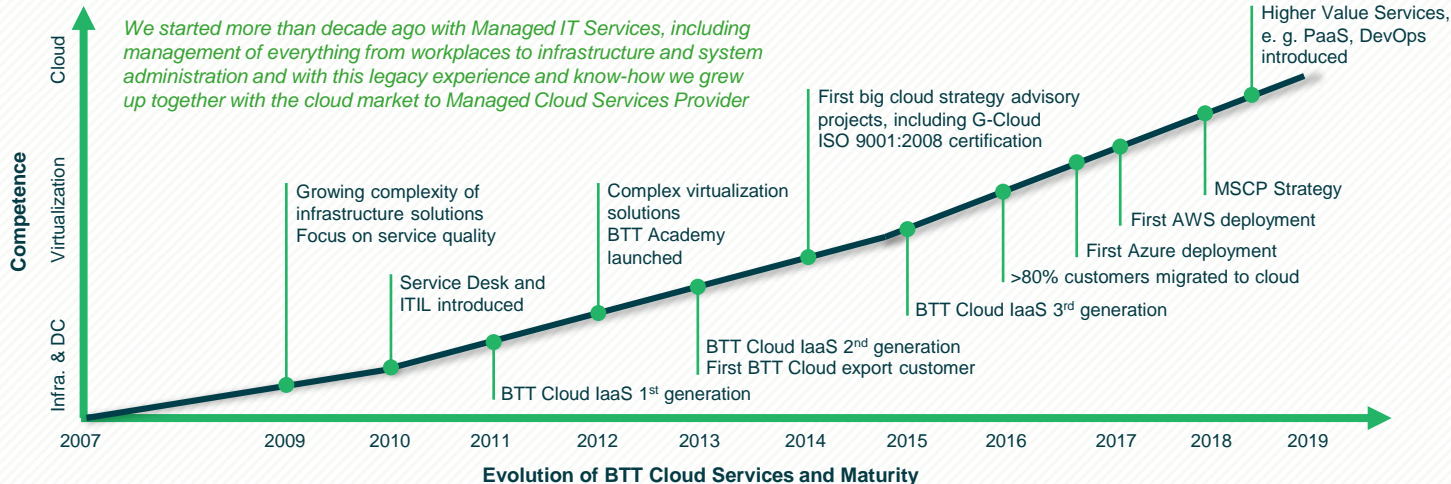 We started more than decade ago with Managed IT Services, including
management of everything from workplaces to infrastructure and system
administration and with this legacy experience and know-how we grew
up together with the cloud market to Managed Cloud Services Provider
Higher Value Services,
e. g. PaaS, DevOps
introduced
First big cloud strategy advisory
projects, including G-Cloud
ISO 9001:2008 certification
Growing complexity of
infrastructure solutions
Focus on service quality
Complex virtualization
solutions
BTT Academy
launched
MSCP Strategy
First AWS deployment
First Azure deployment
>80% customers migrated to cloud
Service Desk and
ITIL introduced
BTT Cloud IaaS 3rd generation
BTT Cloud IaaS 2nd generation
First BTT Cloud export customer
BTT Cloud IaaS 1st generation
Competence
Cloud
Virtualization
Infra. & DC
2007 2009 2010 2011 2012 2013 2014 2015 2016 2017 2018 2019
Evolution of BTT Cloud Services and Maturity